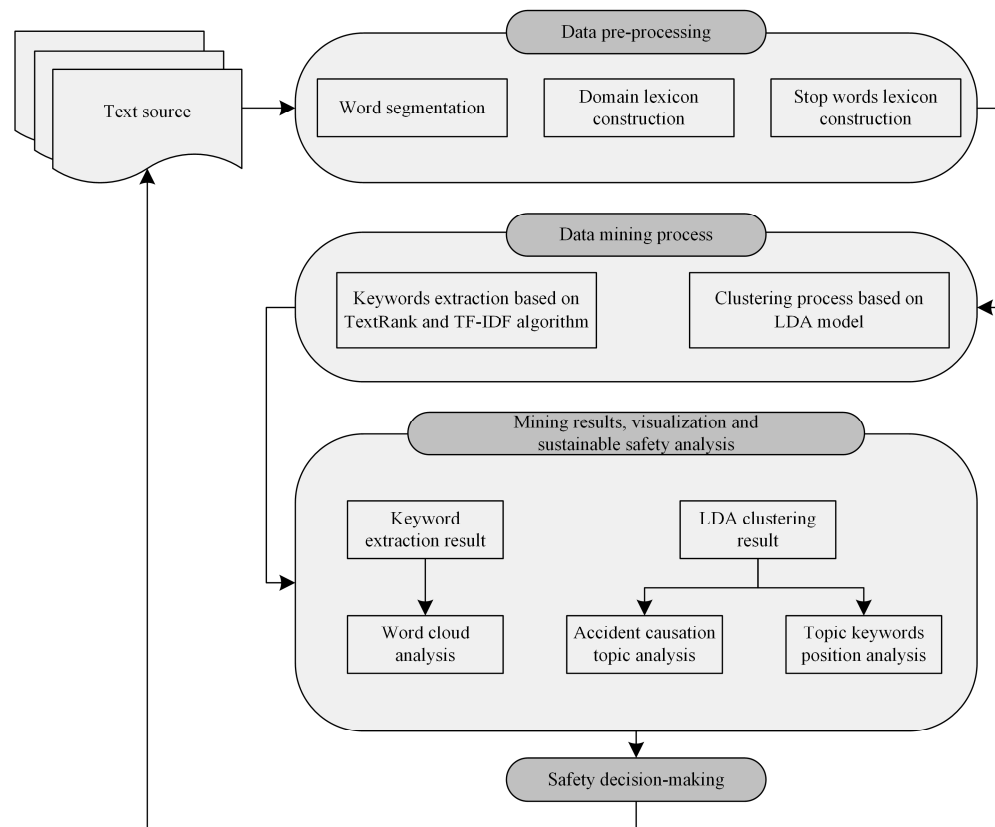 Data pre-processing
Text source
Word segmentation
Domain lexicon
construction
Stop words lexicon
construction
Data mining process
Keywords extraction based on
TextRank and TF-IDF algorithm
Clustering process based on
LDA model
Mining results, visualization and
sustainable safety analysis
Keyword
extraction result
LDA clustering
result
Word cloud
analysis
Accident causation
topic analysis
Topic keywords
position analysis
Safety decision-making